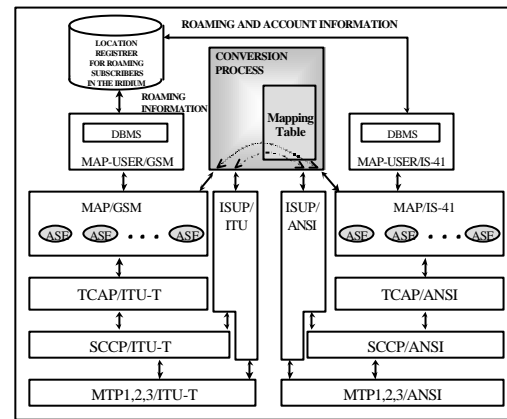 ROAMING AND ACCOUNT INFORMATION
LOCATION
REGISTRER
FOR ROAMING
SUBSCRIBERS
IN THE IRIDIUM
CONVERSION
PROCESS
ROAMING
INFORMATION
Mapping
Table
DBMS
MAP-USER/GSM
DBMS
MAP-USER/IS-41
MAP/GSM
ASE ASE • • • ASE
ISUP/
ITU
ISUP/
ANSI
MAP/IS-41
ASE ASE • • • ASE
TCAP/ITU-T
TCAP/ANSI
SCCP/ITU-T
SCCP/ANSI
MTP1,2,3/ITU-T
MTP1,2,3/ANSI